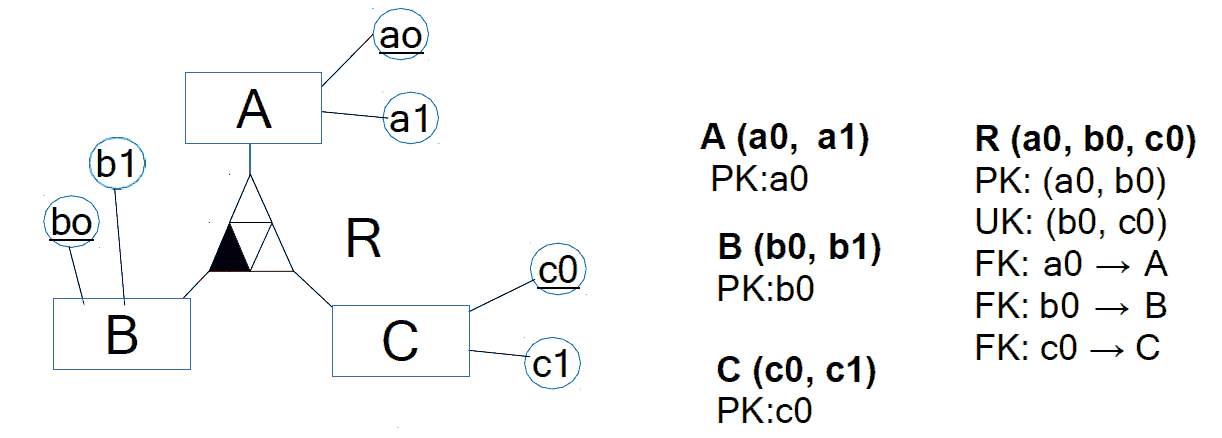 ao
A
a1
b1
bo
R
c0
B
C
c1
A (a0, a1)
PK:a0
B (b0, b1)
PK:b0
C (c0, c1)
PK:c0
R (a0, b0, c0)
PK: (a0, b0)
UK: (b0, c0)
FK: a0 → A
FK: b0 → B
FK: c0 → C